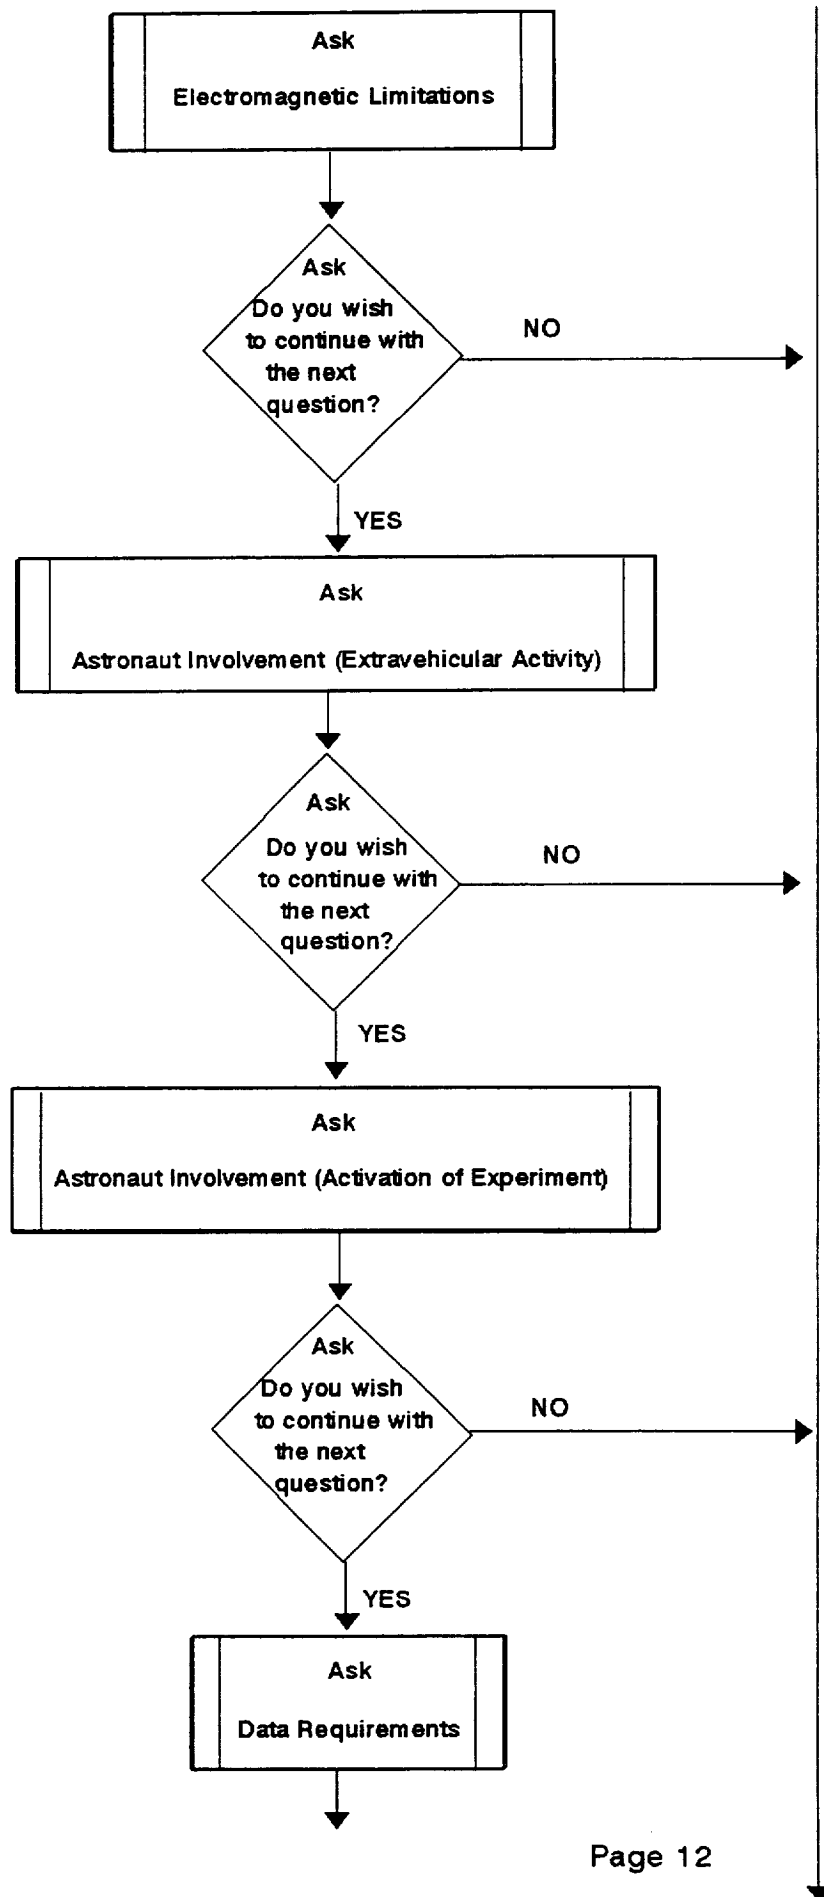 Ask
Electromagnetic Limitations
Ask
Do you wish
to continue with
the next
question?
NO
YES
Ask
Astronaut Involvement (Extravehicular Activity)
Ask
Do you wish
to continue with
the next
question?
NO
YES
Ask
Astronaut Involvement (Activation of Experiment)
Ask
Do you wish
to continue with
the next
question?
NO
YES
Ask
Data Requirements
Page 12